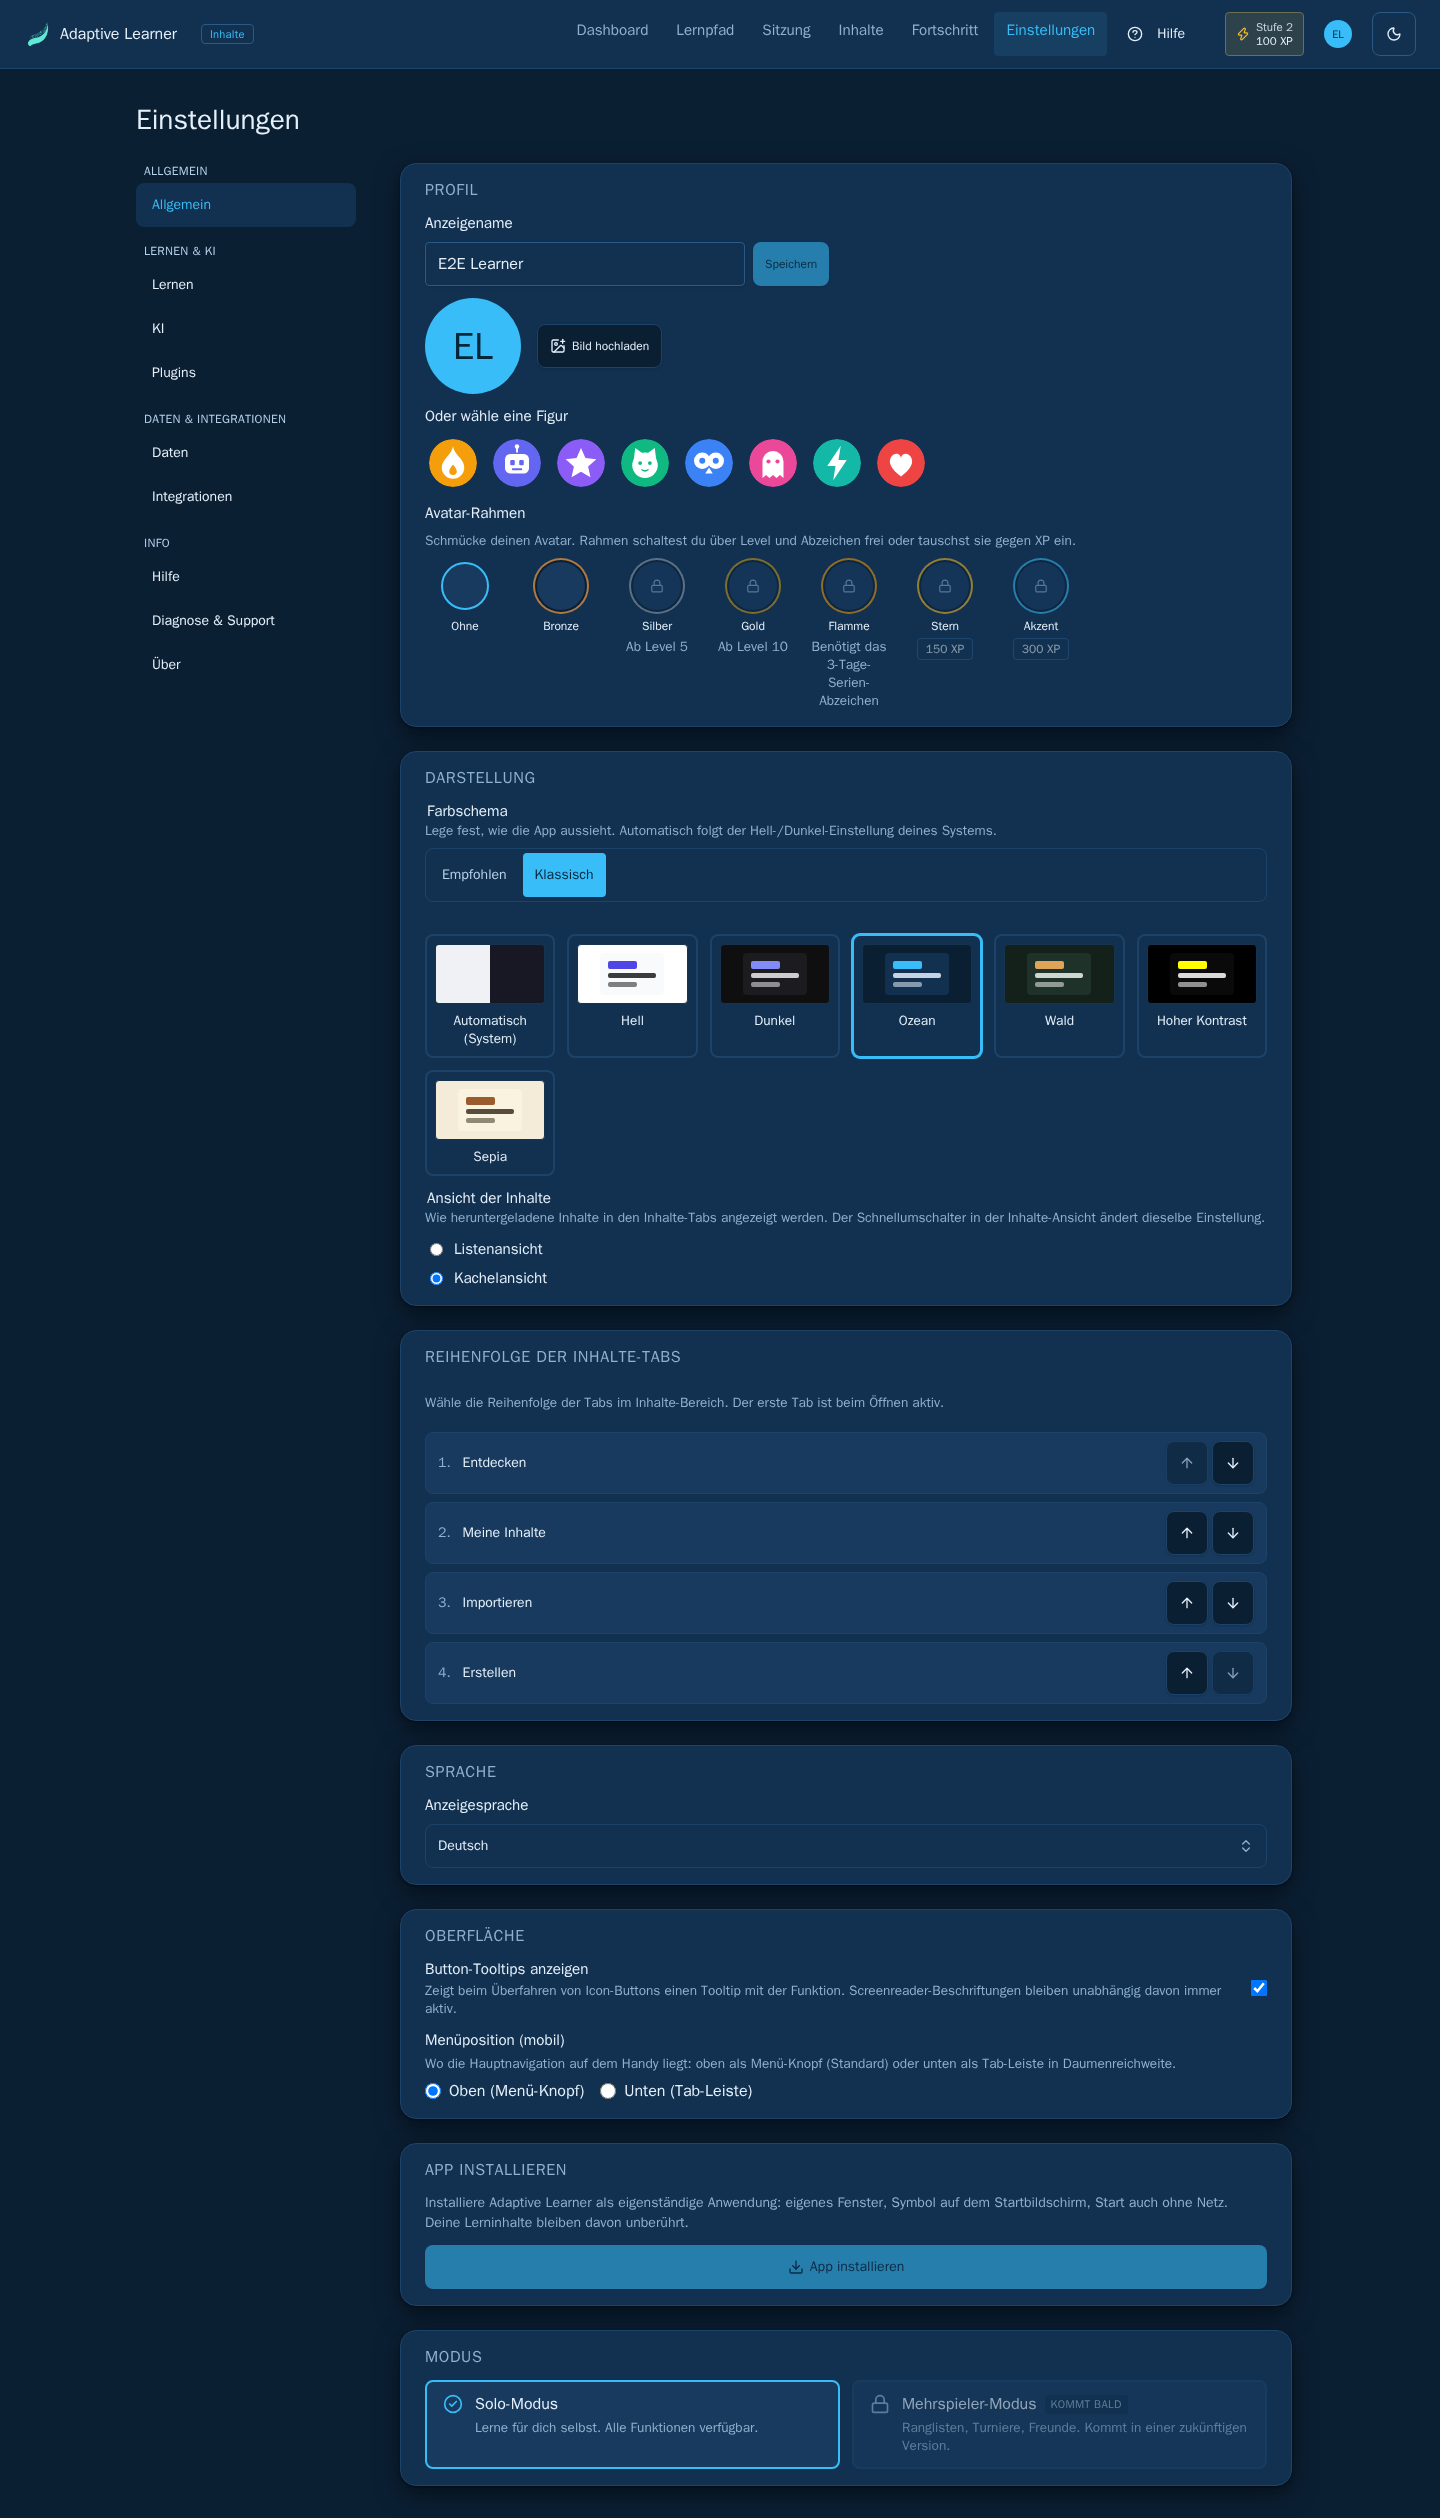 Adaptive Learner
Inhalte
Dashboard
Lernpfad
Sitzung
Inhalte
Fortschritt
Einstellungen
Hilfe
Stufe 2
100 XP
EL
Einstellungen
ALLGEMEIN
Allgemein
LERNEN & KI
Lernen
KI
Plugins
DATEN & INTEGRATIONEN
Daten
Integrationen
INFO
Hilfe
Diagnose & Support
Über
PROFIL
Anzeigename
E2E Learner
Speichern
EL
Bild hochladen
Oder wähle eine Figur
Avatar-Rahmen
Schmücke deinen Avatar. Rahmen schaltest du über Level und Abzeichen frei oder tauschst sie gegen XP ein.
Ohne
Bronze
Silber
Ab Level 5
Gold
Ab Level 10
Flamme
Benötigt das
3-Tage-
Serien-
Abzeichen
Stern
150 XP
Akzent
300 XP
DARSTELLUNG
Farbschema
Lege fest, wie die App aussieht. Automatisch folgt der Hell-/Dunkel-Einstellung deines Systems.
Empfohlen
Klassisch
Automatisch
(System)
Hell
Dunkel
Ozean
Wald
Hoher Kontrast
Sepia
Ansicht der Inhalte
Wie heruntergeladene Inhalte in den Inhalte-Tabs angezeigt werden. Der Schnellumschalter in der Inhalte-Ansicht ändert dieselbe Einstellung.
Listenansicht
Kachelansicht
REIHENFOLGE DER INHALTE-TABS
Wähle die Reihenfolge der Tabs im Inhalte-Bereich. Der erste Tab ist beim Öffnen aktiv.
1. Entdecken
2. Meine Inhalte
3. Importieren
4. Erstellen
SPRACHE
Anzeigesprache
Deutsch
OBERFLÄCHE
Button-Tooltips anzeigen
Zeigt beim Überfahren von Icon-Buttons einen Tooltip mit der Funktion. Screenreader-Beschriftungen bleiben unabhängig davon immer
aktiv.
Menüposition (mobil)
Wo die Hauptnavigation auf dem Handy liegt: oben als Menü-Knopf (Standard) oder unten als Tab-Leiste in Daumenreichweite.
Oben (Menü-Knopf)
Unten (Tab-Leiste)
APP INSTALLIEREN
Installiere Adaptive Learner als eigenständige Anwendung: eigenes Fenster, Symbol auf dem Startbildschirm, Start auch ohne Netz.
Deine Lerninhalte bleiben davon unberührt.
App installieren
MODUS
Solo-Modus
Lerne für dich selbst. Alle Funktionen verfügbar.
Mehrspieler-Modus
KOMMT BALD
Ranglisten, Turniere, Freunde. Kommt in einer zukünftigen
Version.